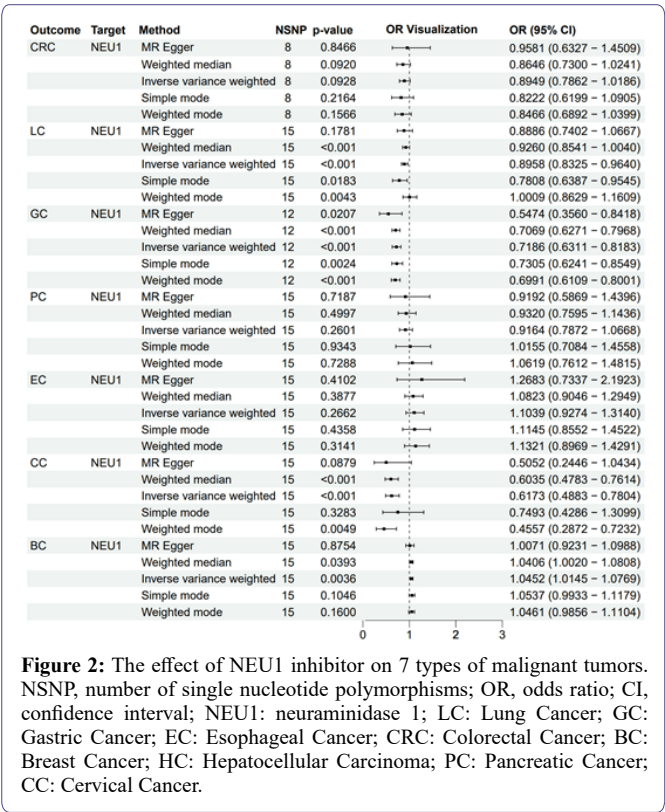 Outcome Target Method NSNP p-value OR Visualization OR (95% CI)
CRC NEU1 MR Egger 8 0.8466 0.9581 (0.6327 − 1.4509)
Weighted median 8 0.0920 0.8646 (0.7300 − 1.0241)
Inverse variance weighted 8 0.0928 0.8949 (0.7862 − 1.0186)
Simple mode 8 0.2164 0.8222 (0.6199 − 1.0905)
Weighted mode 8 0.1566 0.8466 (0.6892 − 1.0399)
LC NEU1 MR Egger 15 0.1781 0.8886 (0.7402 − 1.0667)
Weighted median 15 <0.001 0.9260 (0.8541 − 1.0040)
Inverse variance weighted 15 <0.001 0.8958 (0.8325 − 0.9640)
Simple mode 15 0.0183 0.7808 (0.6387 − 0.9545)
Weighted mode 15 0.0043 1.0009 (0.8629 − 1.1609)
GC NEU1 MR Egger 12 0.0207 0.5474 (0.3560 − 0.8418)
Weighted median 12 <0.001 0.7069 (0.6271 − 0.7968)
Inverse variance weighted 12 <0.001 0.7186 (0.6311 − 0.8183)
Simple mode 12 0.0024 0.7305 (0.6241 − 0.8549)
Weighted mode 12 <0.001 0.6991 (0.6109 − 0.8001)
PC NEU1 MR Egger 15 0.7187 0.9192 (0.5869 − 1.4396)
Weighted median 15 0.4997 0.9320 (0.7595 − 1.1436)
Inverse variance weighted 15 0.2601 0.9164 (0.7872 − 1.0668)
Simple mode 15 0.9343 1.0155 (0.7084 − 1.4558)
Weighted mode 15 0.7288 1.0619 (0.7612 − 1.4815)
EC NEU1 MR Egger 15 0.4102 1.2683 (0.7337 − 2.1923)
Weighted median 15 0.3877 1.0823 (0.9046 − 1.2949)
Inverse variance weighted 15 0.2662 1.1039 (0.9274 − 1.3140)
Simple mode 15 0.4358 1.1145 (0.8552 − 1.4522)
Weighted mode 15 0.3141 1.1321 (0.8969 − 1.4291)
CC NEU1 MR Egger 15 0.0879 0.5052 (0.2446 − 1.0434)
Weighted median 15 <0.001 0.6035 (0.4783 − 0.7614)
Inverse variance weighted 15 <0.001 0.6173 (0.4883 − 0.7804)
Simple mode 15 0.3283 0.7493 (0.4286 − 1.3099)
Weighted mode 15 0.0049 0.4557 (0.2872 − 0.7232)
BC NEU1 MR Egger 15 0.8754 1.0071 (0.9231 − 1.0988)
Weighted median 15 0.0393 1.0406 (1.0020 − 1.0808)
Inverse variance weighted 15 0.0036 1.0452 (1.0145 − 1.0769)
Simple mode 15 0.1046 1.0537 (0.9933 − 1.1179)
Weighted mode 15 0.1600 1.0461 (0.9856 − 1.1104)
0 1 2 3
Figure 2: The effect of NEU1 inhibitor on 7 types of malignant tumors.
NSNP, number of single nucleotide polymorphisms; OR, odds ratio; CI,
confidence interval; NEU1: neuraminidase 1; LC: Lung Cancer; GC:
Gastric Cancer; EC: Esophageal Cancer; CRC: Colorectal Cancer; BC:
Breast Cancer; HC: Hepatocellular Carcinoma; PC: Pancreatic Cancer;
CC: Cervical Cancer.